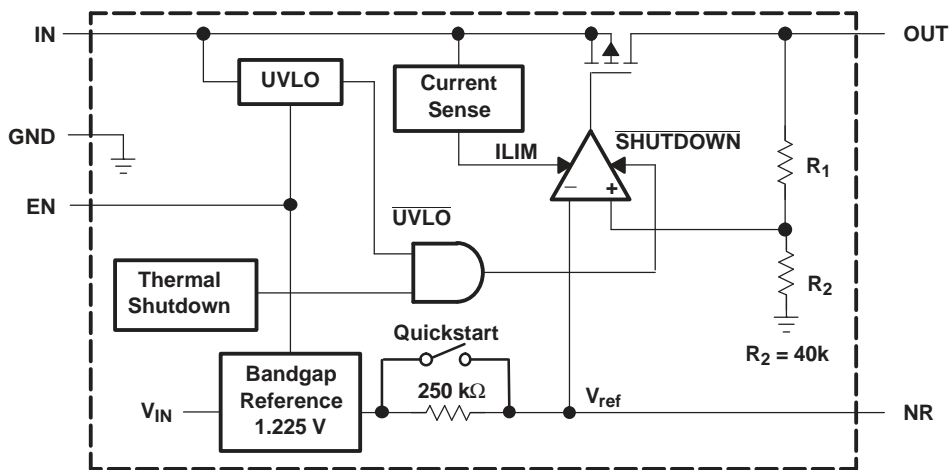 IN
OUT
UVLO
Current
Sense
GND
SHUTDOWN
ILIM
R1
− +
EN
UVLO
Thermal
Shutdown
R2
Quickstart
R2 = 40k
Bandgap
Reference
1.225 V
250 kΩ
VIN
Vref
NR